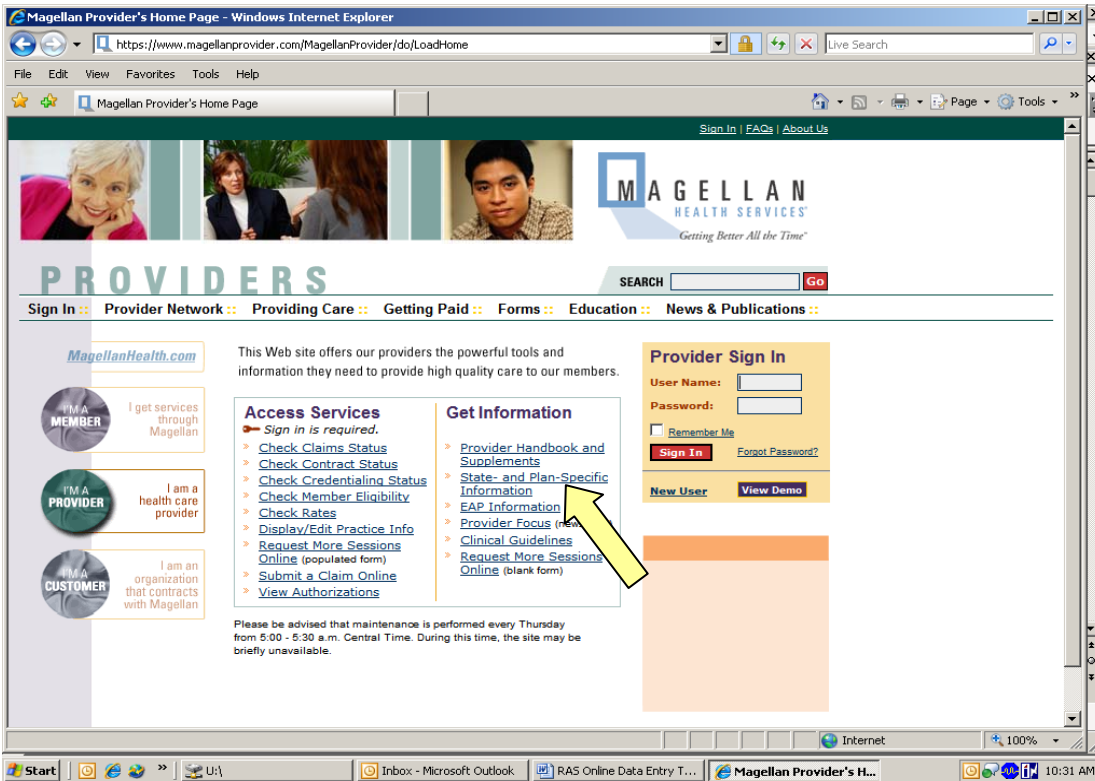 Magellan Provider's Home Page - Windows Internet Explorer
https://www.magellanprovider.com/MagellanProvider/do/LoadHome
Live Search
File Edit View Favorites Tools Help
Magellan Provider's Home Page
Page Tools »
Sign In | FAQs | About Us
MAGELLAN
HEALTH SERVICES
Getting Better All the Time
PROVIDERS
SEARCH Go
Sign In :: Provider Network :: Providing Care :: Getting Paid :: Forms :: Education :: News & Publications ::
MagellanHealth.com
I'M A
MEMBER
I get services
through
Magellan
I'M A
PROVIDER
I am a
health care
provider
I'M A
CUSTOMER
I am an
organization
that contracts
with Magellan
This Web site offers our providers the powerful tools and
information they need to provide high quality care to our members.
Access Services
Sign in is required.
» Check Claims Status
» Check Contract Status
» Check Credentialing Status
» Check Member Eligibility
» Check Rates
» Display/Edit Practice Info
» Request More Sessions
Online (populated form)
» Submit a Claim Online
» View Authorizations
Get Information
» Provider Handbook and
Supplements
» State- and Plan-Specific
Information
» EAP Information
» Provider Focus
» Clinical Guidelines
» Request More Sessions
Online (blank form)
Please be advised that maintenance is performed every Thursday
from 5:00 - 5:30 a.m. Central Time. During this time, the site may be
briefly unavailable.
Provider Sign In
User Name:
Password:
Remember Me
Sign In Forgot Password?
New User View Demo
Internet 100%
Start » U:\ Inbox - Microsoft Outlook RAS Online Data Entry T... Magellan Provider's H... 10:31 AM